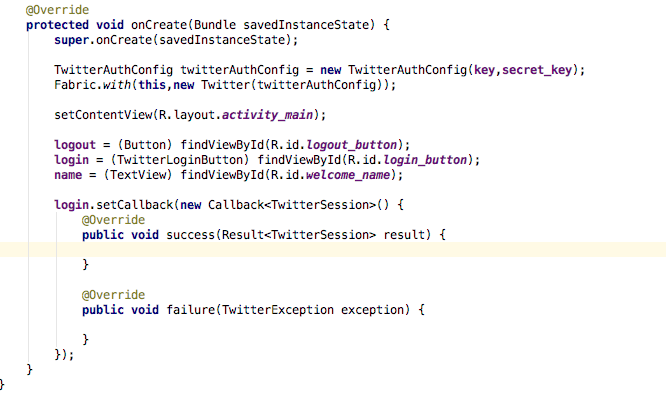 @Override
protected void onCreate(Bundle savedInstanceState) {
super.onCreate(savedInstanceState);
TwitterAuthConfig twitterAuthConfig = new TwitterAuthConfig(key,secret_key);
Fabric.with(this,new Twitter(twitterAuthConfig));
setContentView(R.layout.activity_main);
logout = (Button) findViewById(R.id.logout_button);
login = (TwitterLoginButton) findViewById(R.id.login_button);
name = (TextView) findViewById(R.id.welcome_name);
login.setCallback(new Callback<TwitterSession>() {
@Override
public void success(Result<TwitterSession> result) {
}
@Override
public void failure(TwitterException exception) {
}
});
}
}